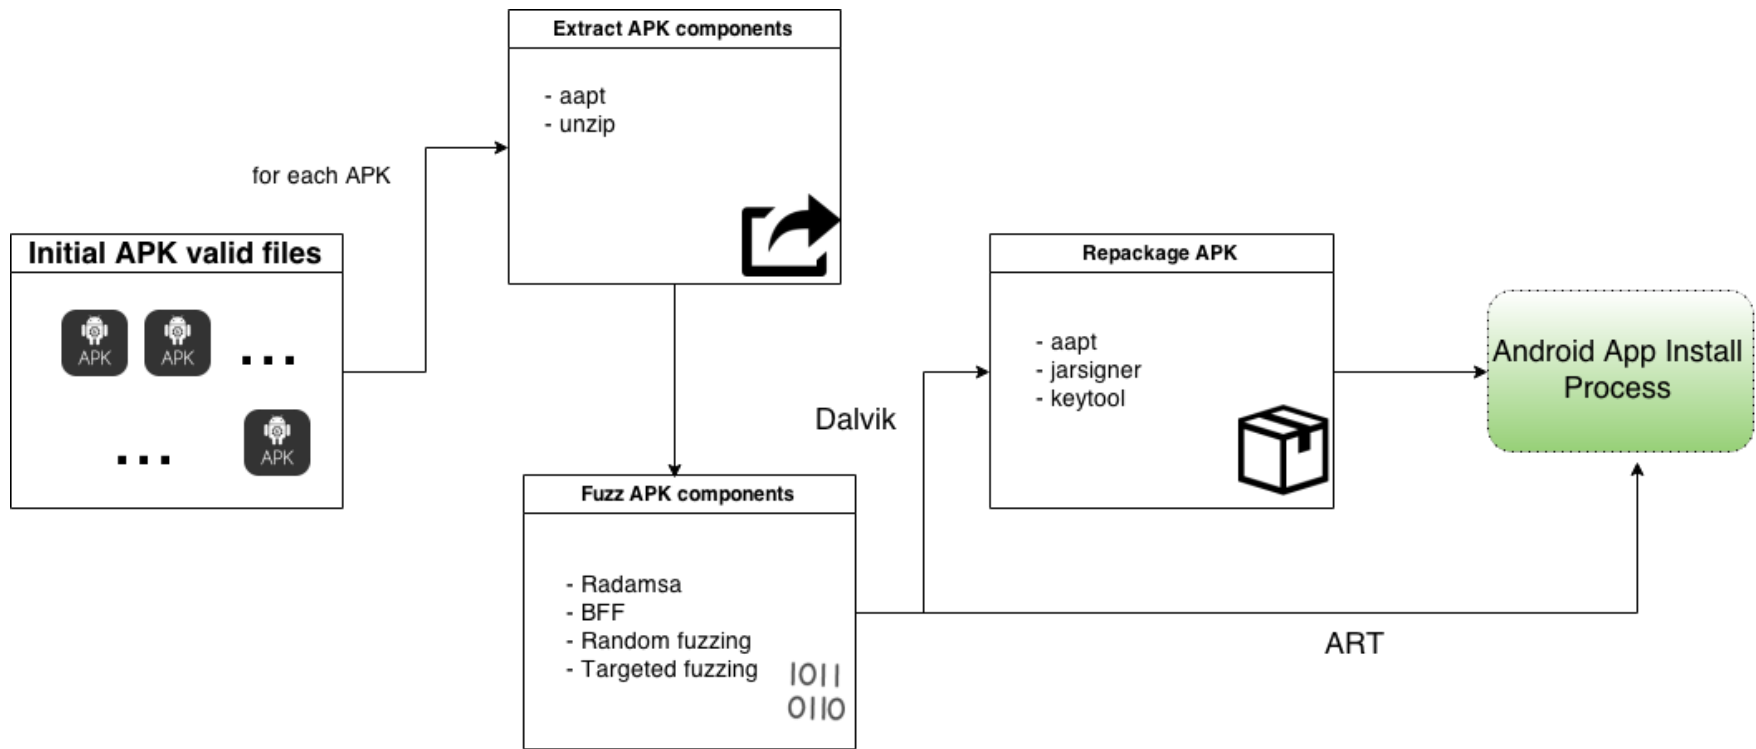 Extract APK components
- aapt
- unzip
for each APK
Initial APK valid files
APK
APK
...
...
APK
Fuzz APK components
- Radamsa
- BFF
- Random fuzzing
- Targeted fuzzing
1011
0110
Dalvik
Repackage APK
- aapt
- jarsigner
- keytool
ART
Android App Install
Process